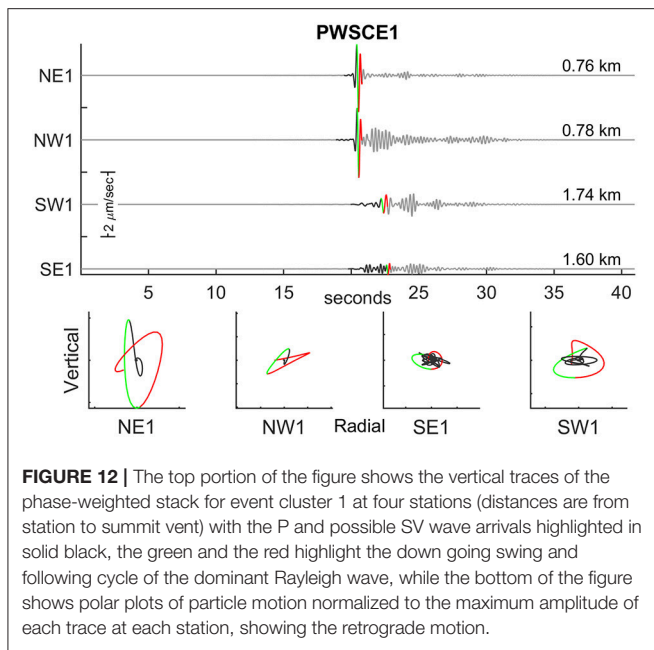 PWSCE1
NE1 0.76 km
NW1 0.78 km
2 μm/sec
SW1 1.74 km
SE1 1.60 km
5 15 25 30 35 40
seconds
Vertical
NE1 NW1 Radial SE1 SW1
FIGURE 12 | The top portion of the figure shows the vertical traces of the
phase-weighted stack for event cluster 1 at four stations (distances are from
station to summit vent) with the P and possible SV wave arrivals highlighted in
solid black, the green and the red highlight the down going swing and
following cycle of the dominant Rayleigh wave, while the bottom of the figure
shows polar plots of particle motion normalized to the maximum amplitude of
each trace at each station, showing the retrograde motion.